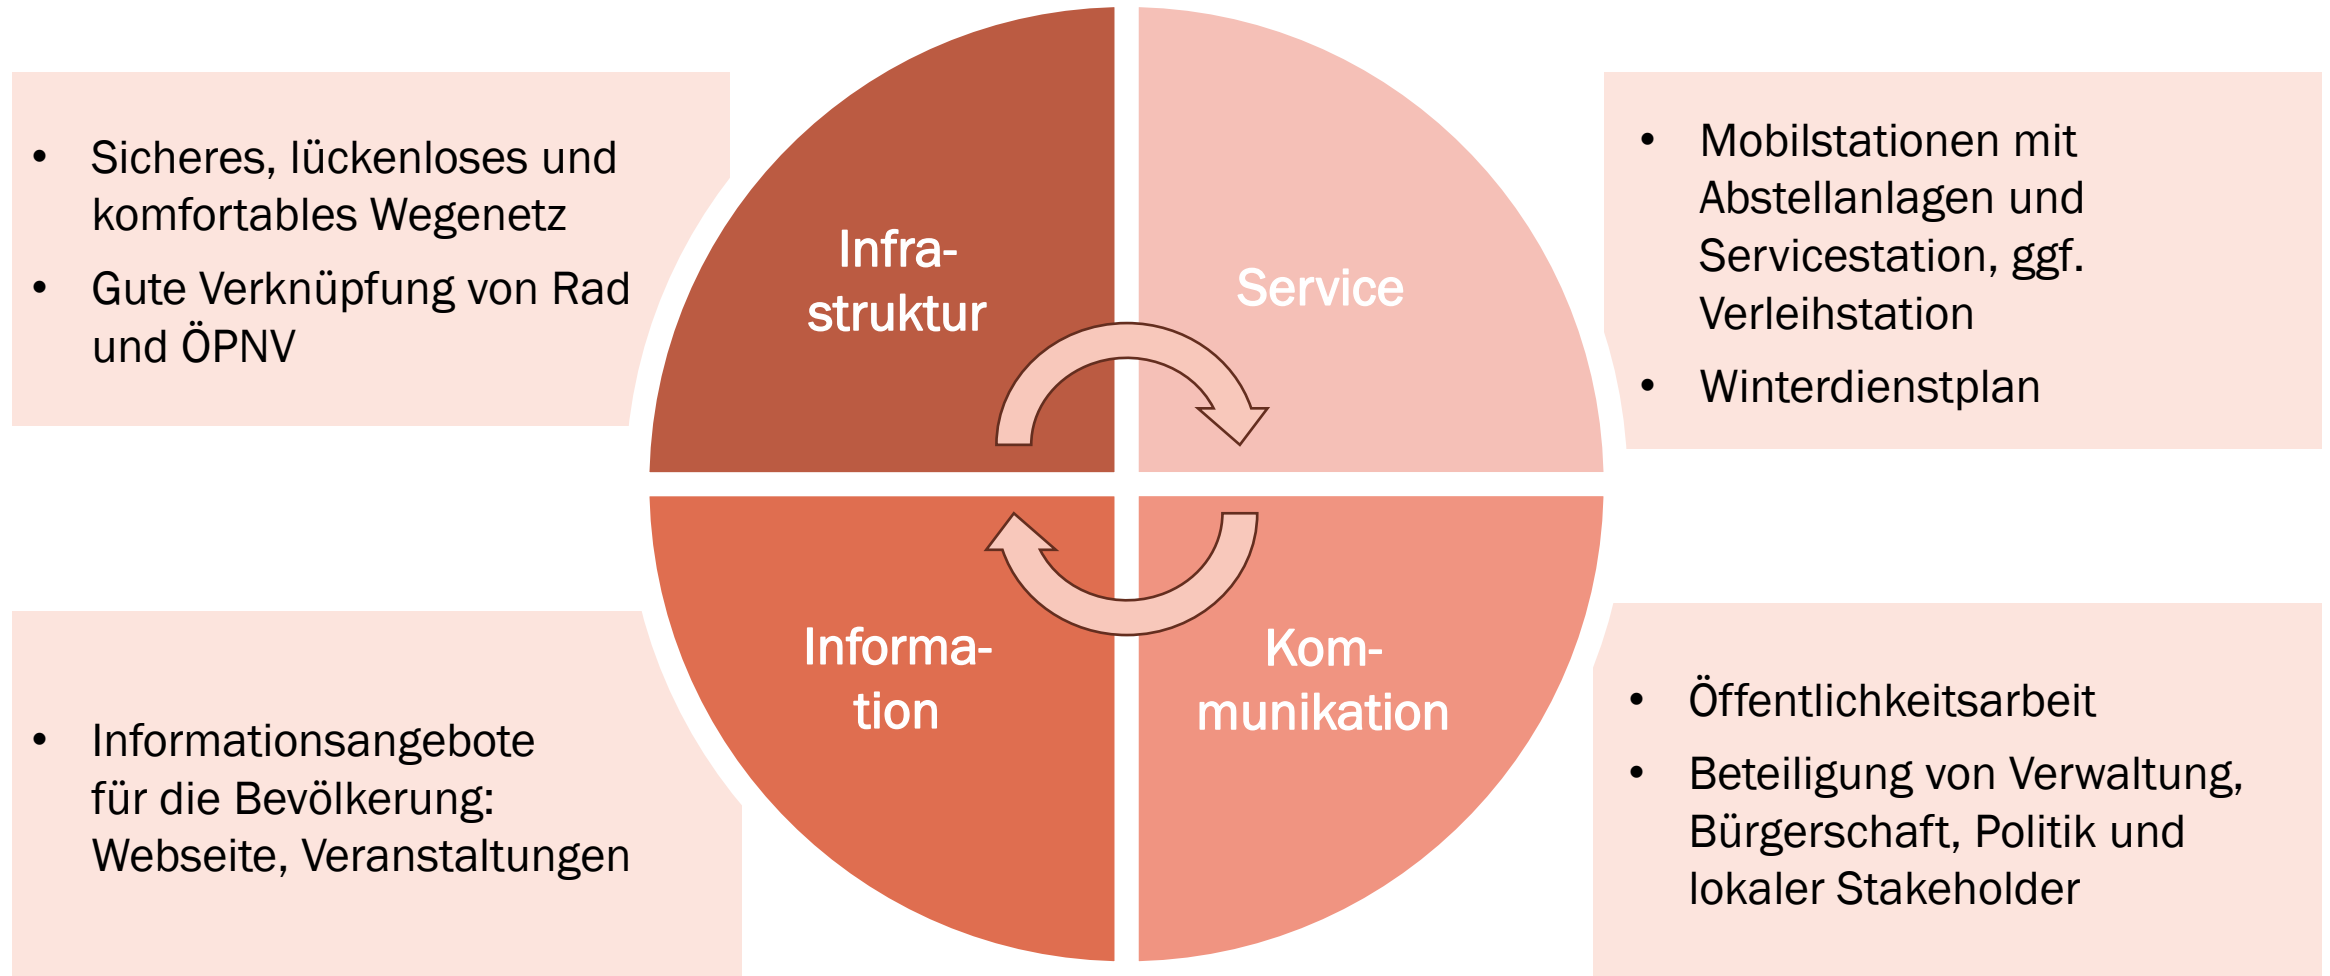 • Sicheres, lückenloses und
komfortables Wegenetz
• Gute Verknüpfung von Rad
und ÖPNV
Infra-
struktur
Service
• Mobilstationen mit
Abstellanlagen und
Servicestation, ggf.
Verleihstation
• Winterdienstplan
• Informationsangebote
für die Bevölkerung:
Webseite, Veranstaltungen
Informa-
tion
Kom-
munikation
• Öffentlichkeitsarbeit
• Beteiligung von Verwaltung,
Bürgerschaft, Politik und
lokaler Stakeholder